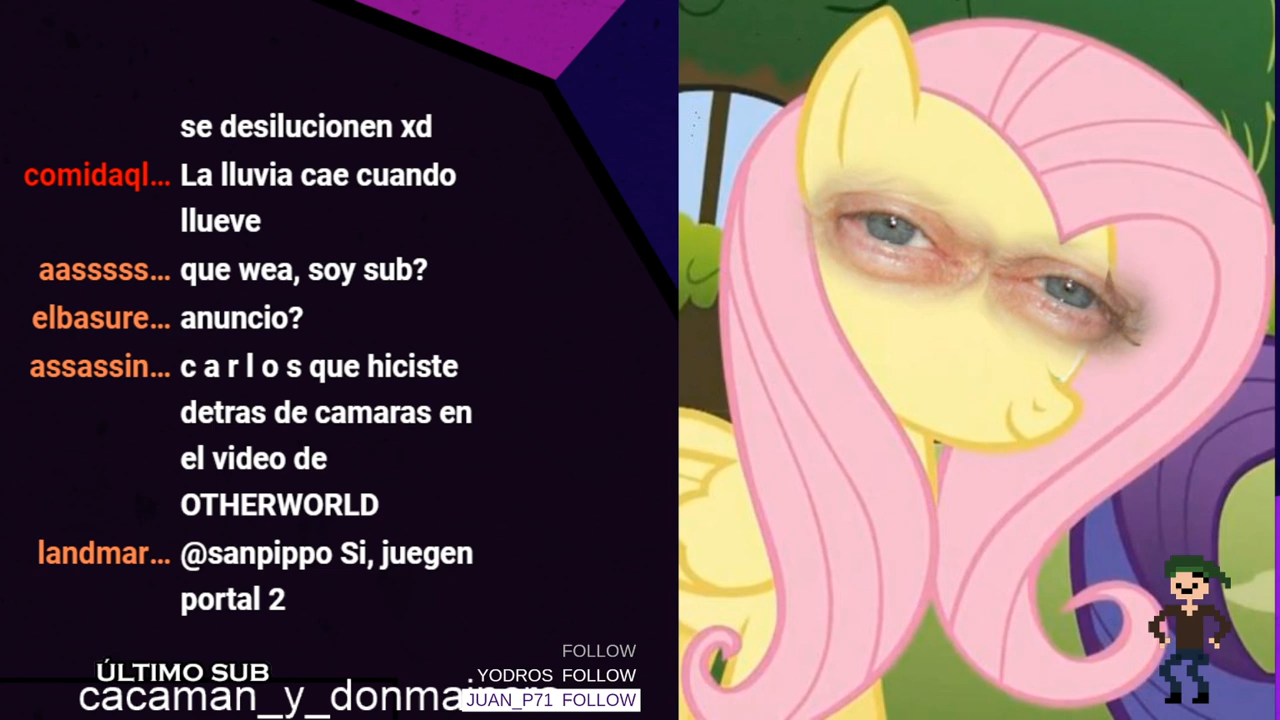 se desilucionen xd
comidaql... La lluvia cae cuando
llueve
aasssss... que wea, soy sub?
elbasure... anuncio?
assassin... c a r l o s que hiciste
detras de camaras en
el video de
OTHERWORLD
landmar... @sanpippo Si, juegen
portal 2
ÚLTIMO SUB
cacaman_y_donma
FOLLOW
YODROS FOLLOW
JUAN_P71 FOLLOW